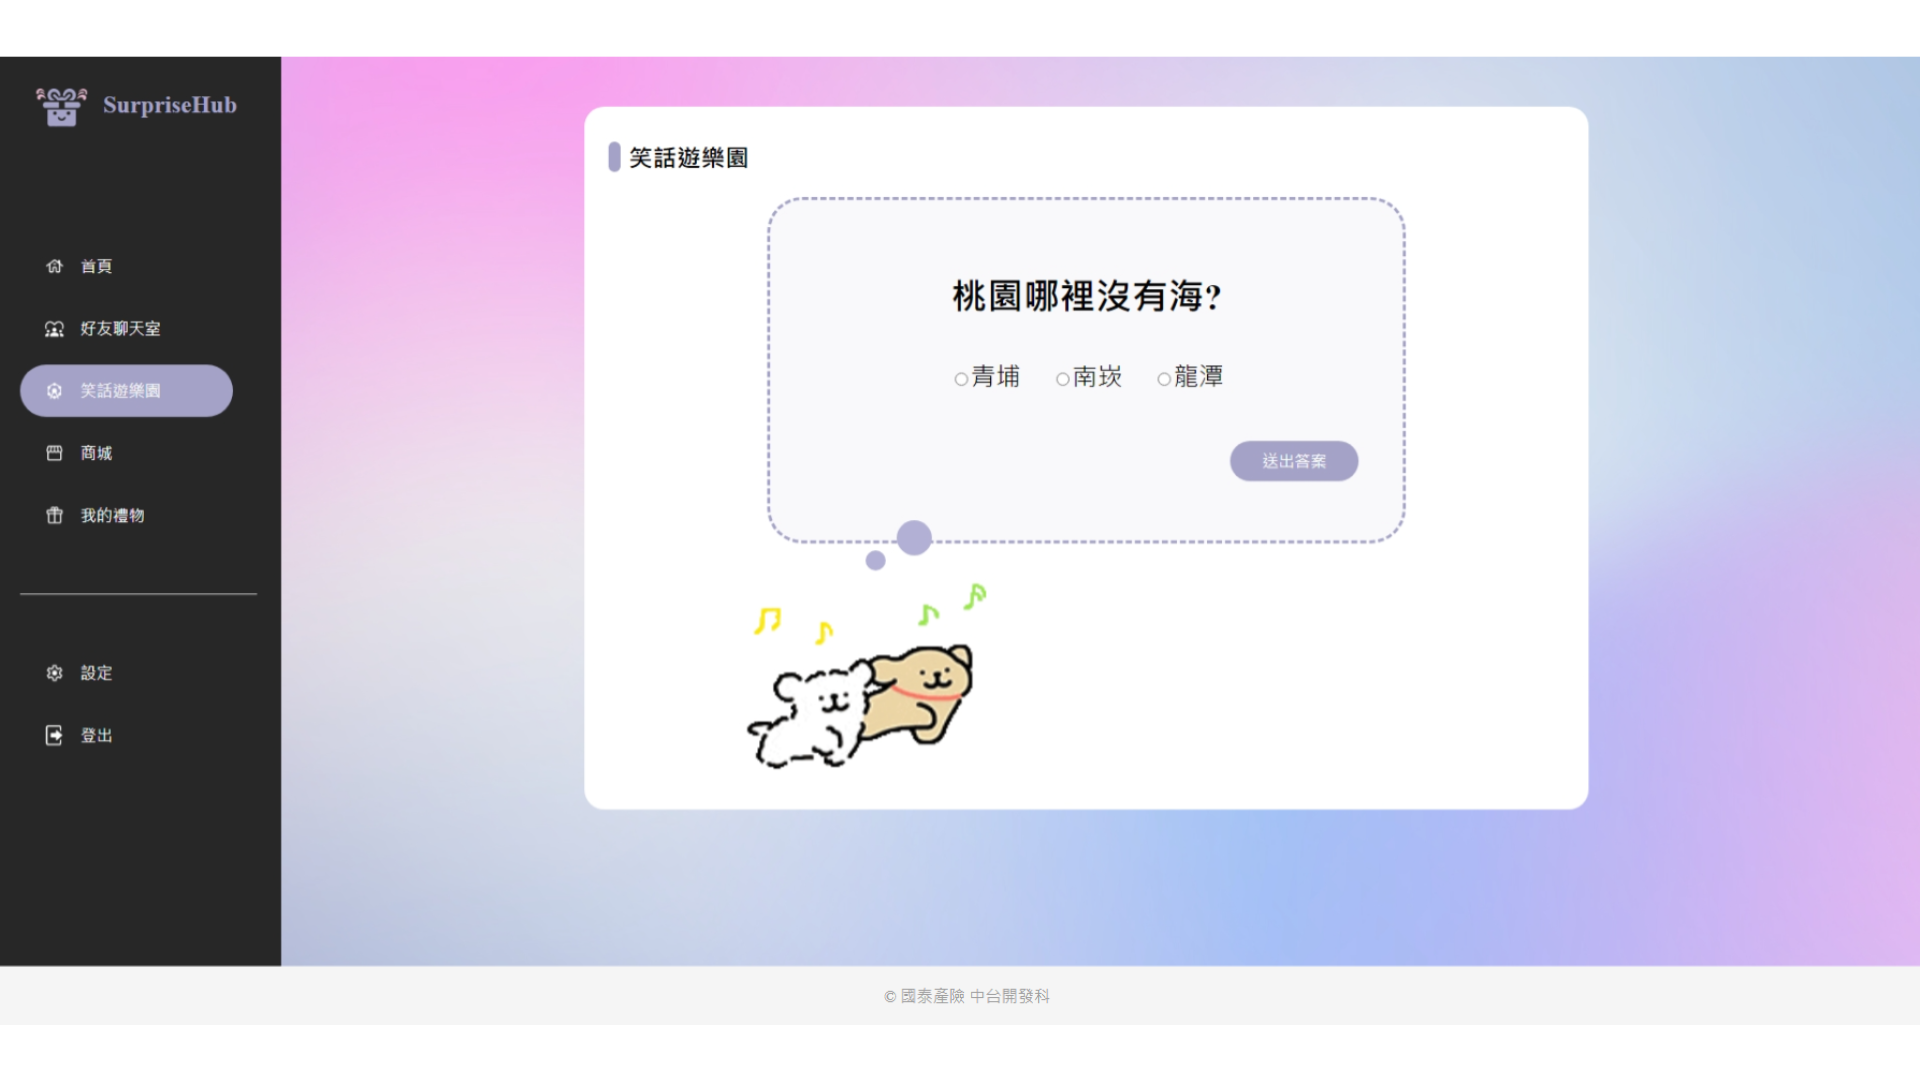 SurpriseHub
首頁
好友聊天室
笑話遊樂園
商城
我的禮物
設定
登出
笑話遊樂園
桃園哪裡沒有海?
青埔 南崁 龍潭
送出答案
© 國泰產險 中台開發科